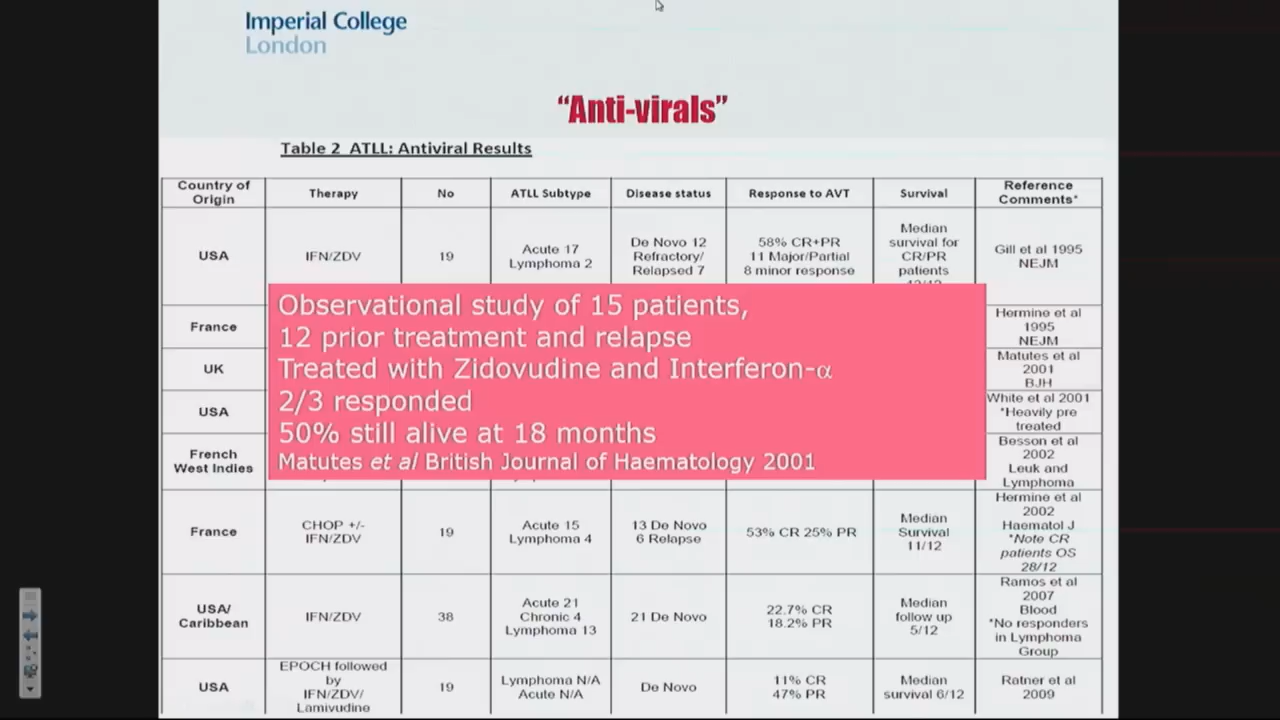 Imperial College
London
“Anti-virals”
Table 2 ATLL: Antiviral Results
Country of Origin | Therapy | No | ATLL Subtype | Disease status | Response to AVT | Survival | Reference Comments*
USA | IFN/ZDV | 19 | Acute 17 Lymphoma 2 | De Novo 12 Refractory/ Relapsed 7 | 58% CR+PR 11 Major/Partial 8 minor response | Median survival for CR/PR patients | Gill et al 1995 NEJM
France | Hermine et al 1995 NEJM
UK | Matutes et al 2001 BJH
USA | White et al 2001 *Heavily pre treated
French West Indies | Besson et al 2002 Leuk and Lymphoma
Observational study of 15 patients,
12 prior treatment and relapse
Treated with Zidovudine and Interferon-α
2/3 responded
50% still alive at 18 months
Matutes et al British Journal of Haematology 2001
France | CHOP +/- IFN/ZDV | 19 | Acute 15 Lymphoma 4 | 13 De Novo 6 Relapse | 53% CR 25% PR | Median Survival 11/12 | Hermine et al 2002 Haematol J *Note CR patients OS 28/12
USA/ Caribbean | IFN/ZDV | 38 | Acute 21 Chronic 4 Lymphoma 13 | 21 De Novo | 22.7% CR 18.2% PR | Median follow up 5/12 | Ramos et al 2007 Blood *No responders in Lymphoma Group
USA | EPOCH followed by IFN/ZDV/ Lamivudine | 19 | Lymphoma N/A Acute N/A | De Novo | 11% CR 47% PR | Median survival 6/12 | Ratner et al 2009